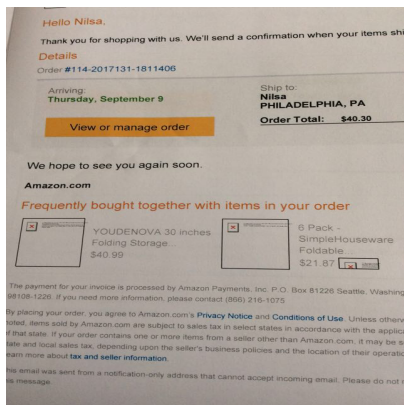 Hello Nilsa,
Thank you for shopping with us. We'll send a confirmation when your items shi
Details
Order #114-2017131-1811406
Arriving:
Thursday, September 9
Ship to:
Nilsa
PHILADELPHIA, PA
Order Total: $40.30
View or manage order
We hope to see you again soon.
Amazon.com
Frequently bought together with items in your order
YOUDENOVA 30 inches
Folding Storage...
$40.99
6 Pack -
SimpleHouseware
Foldable...
$21.87
The payment for your invoice is processed by Amazon Payments, Inc. P.O. Box 81226 Seattle, Washing
98108-1226. If you need more information, please contact (866) 216-1075
By placing your order, you agree to Amazon.com's Privacy Notice and Conditions of Use. Unless otherw
noted, items sold by Amazon.com are subject to sales tax in select states in accordance with the applica
of that state. If your order contains one or more items from a seller other than Amazon.com, it may be s
tate and local sales tax, depending upon the seller's business policies and the location of their operatio
earn more about tax and seller information.
his email was sent from a notification-only address that cannot accept incoming email. Please do not r
his message.